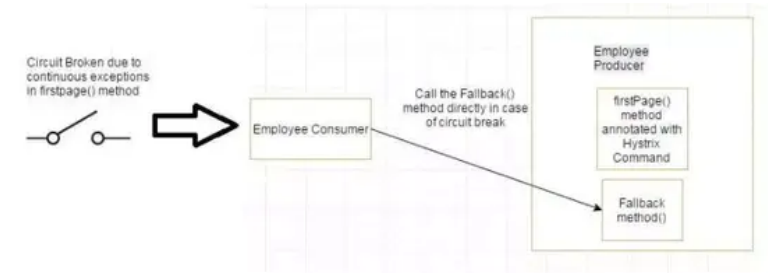 Circuit Broken due to
continuous exceptions
in firstpage() method
Employee Consumer
Call the Fallback()
method directly in case
of circuit break
Employee
Producer
firstPage()
method
annotated with
Hystrix
Command
Fallback
method()